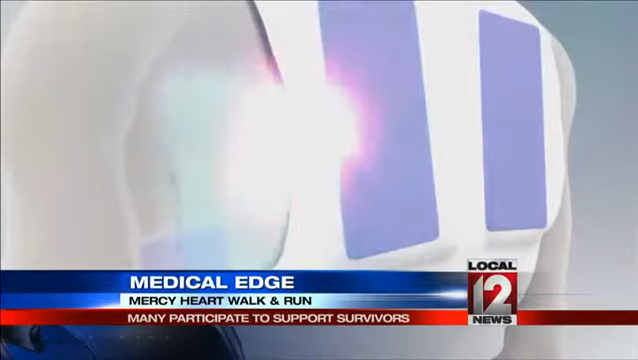 MEDICAL EDGE
MERCY HEART WALK & RUN
MANY PARTICIPATE TO SUPPORT SURVIVORS
LOCAL
12
NEWS